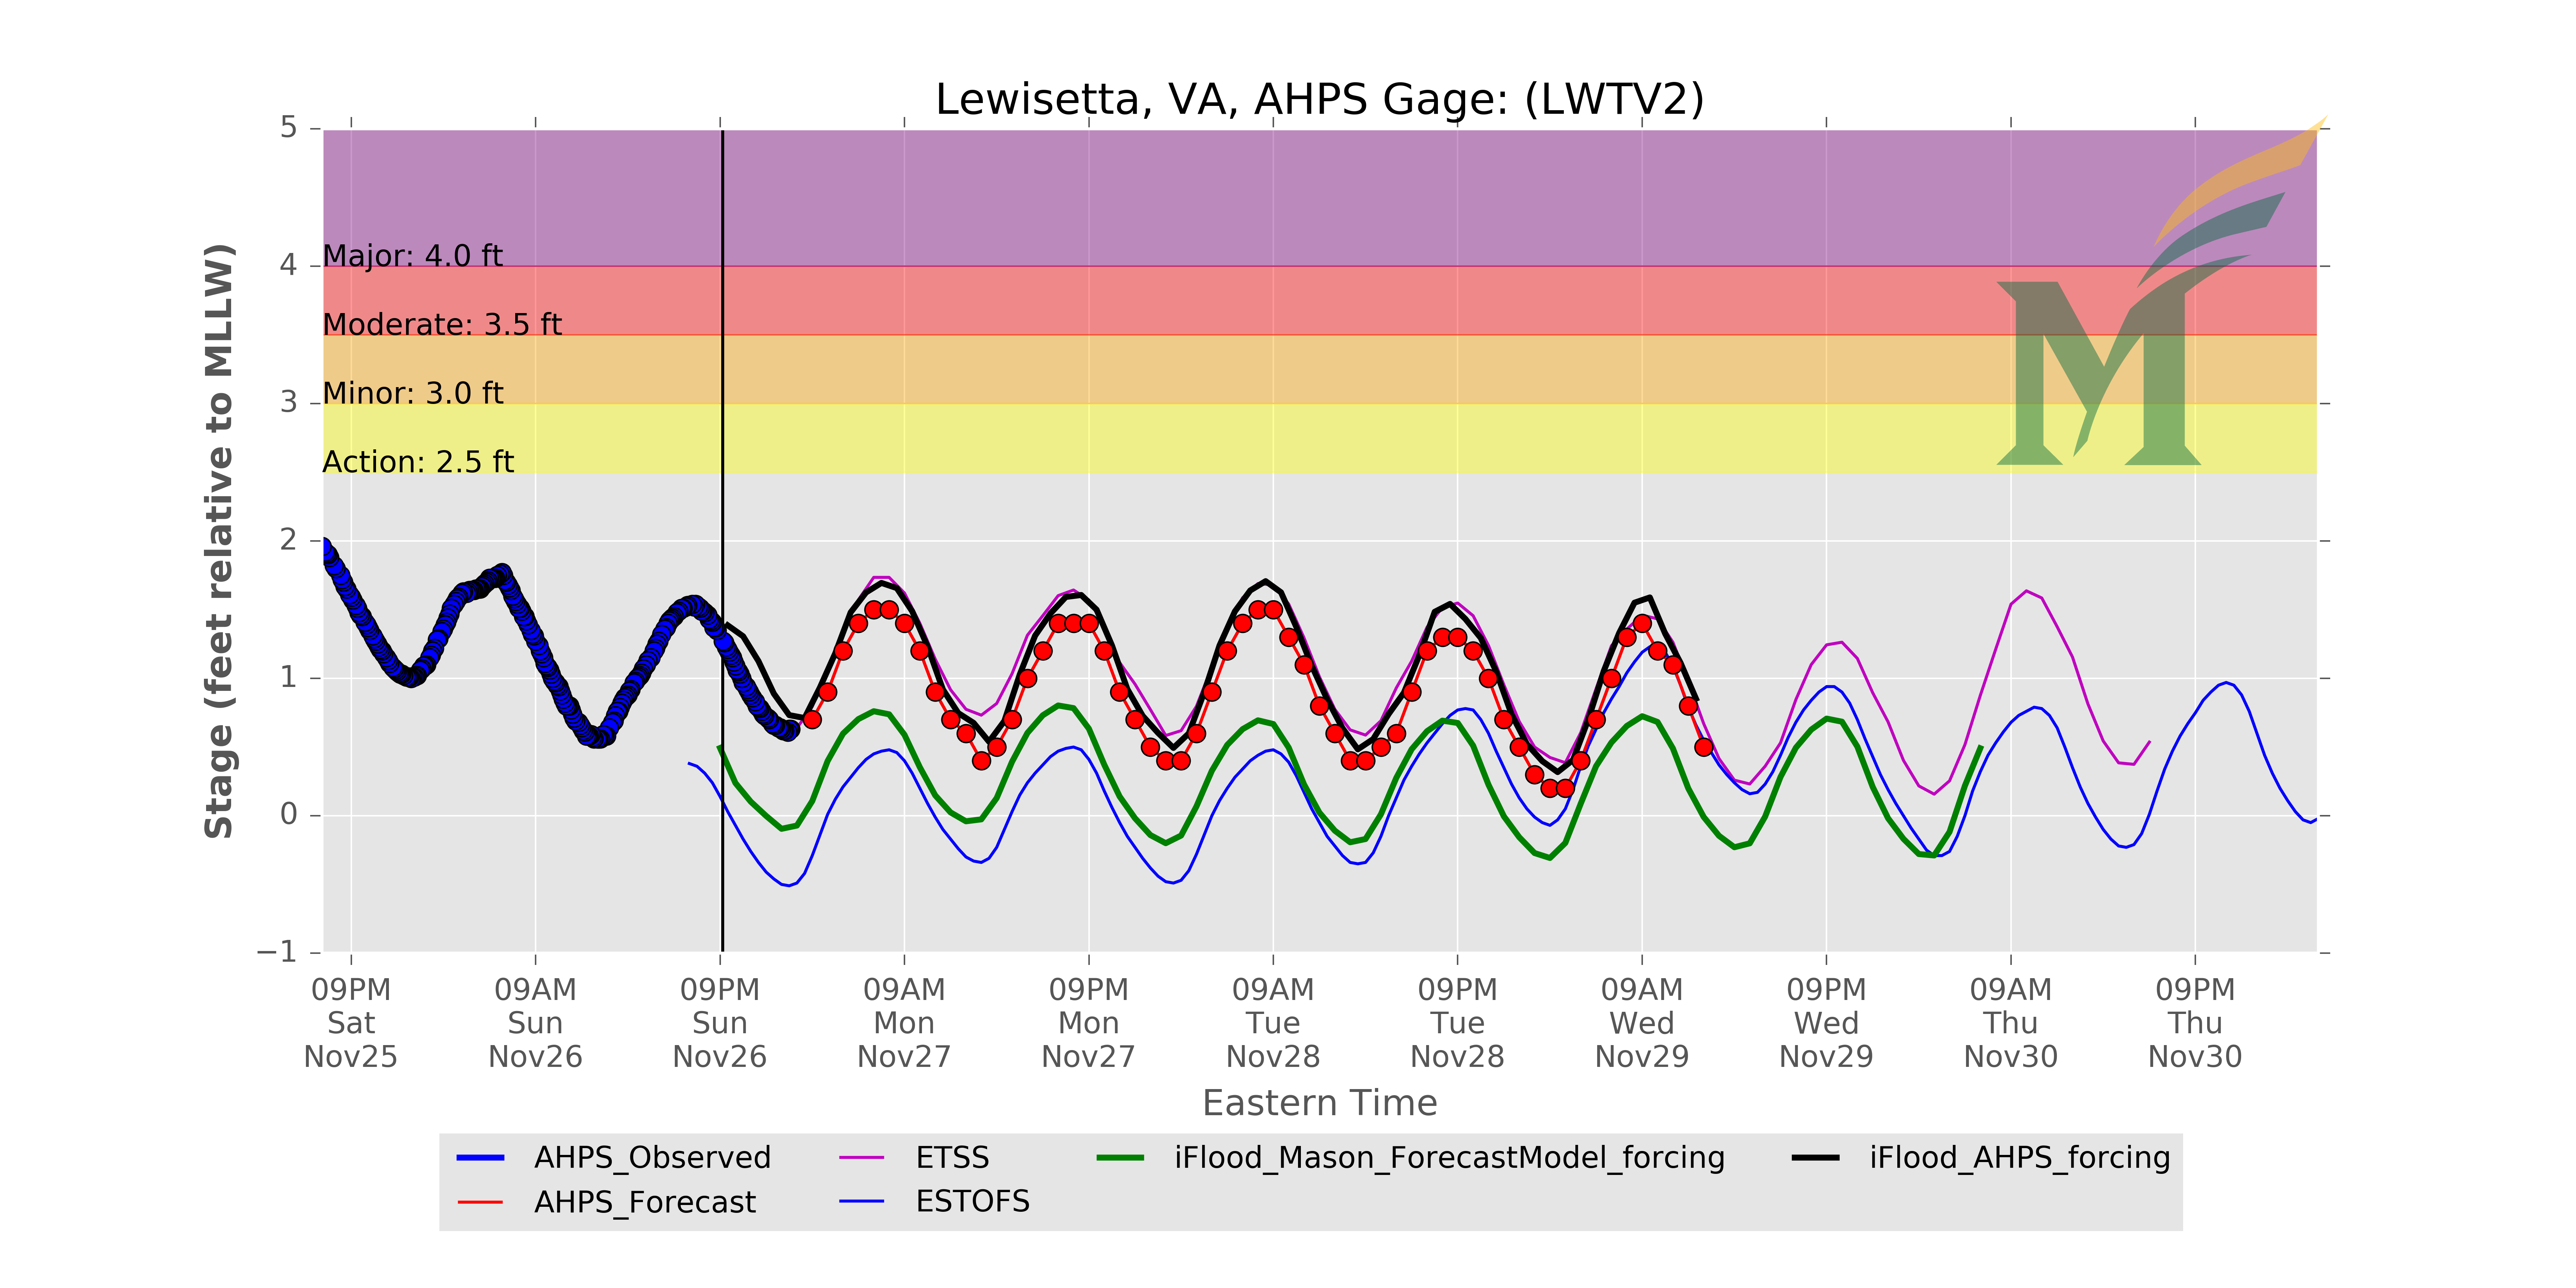 Lewisetta, VA, AHPS Gage: (LWTV2)
Stage (feet relative to MLLW)
5
4
3
2
1
0
−1
Major: 4.0 ft
Moderate: 3.5 ft
Minor: 3.0 ft
Action: 2.5 ft
M
09PM Sat Nov25
09AM Sun Nov26
09PM Sun Nov26
09AM Mon Nov27
09PM Mon Nov27
09AM Tue Nov28
09PM Tue Nov28
09AM Wed Nov29
09PM Wed Nov29
09AM Thu Nov30
09PM Thu Nov30
Eastern Time
AHPS_Observed
AHPS_Forecast
ETSS
ESTOFS
iFlood_Mason_ForecastModel_forcing
iFlood_AHPS_forcing